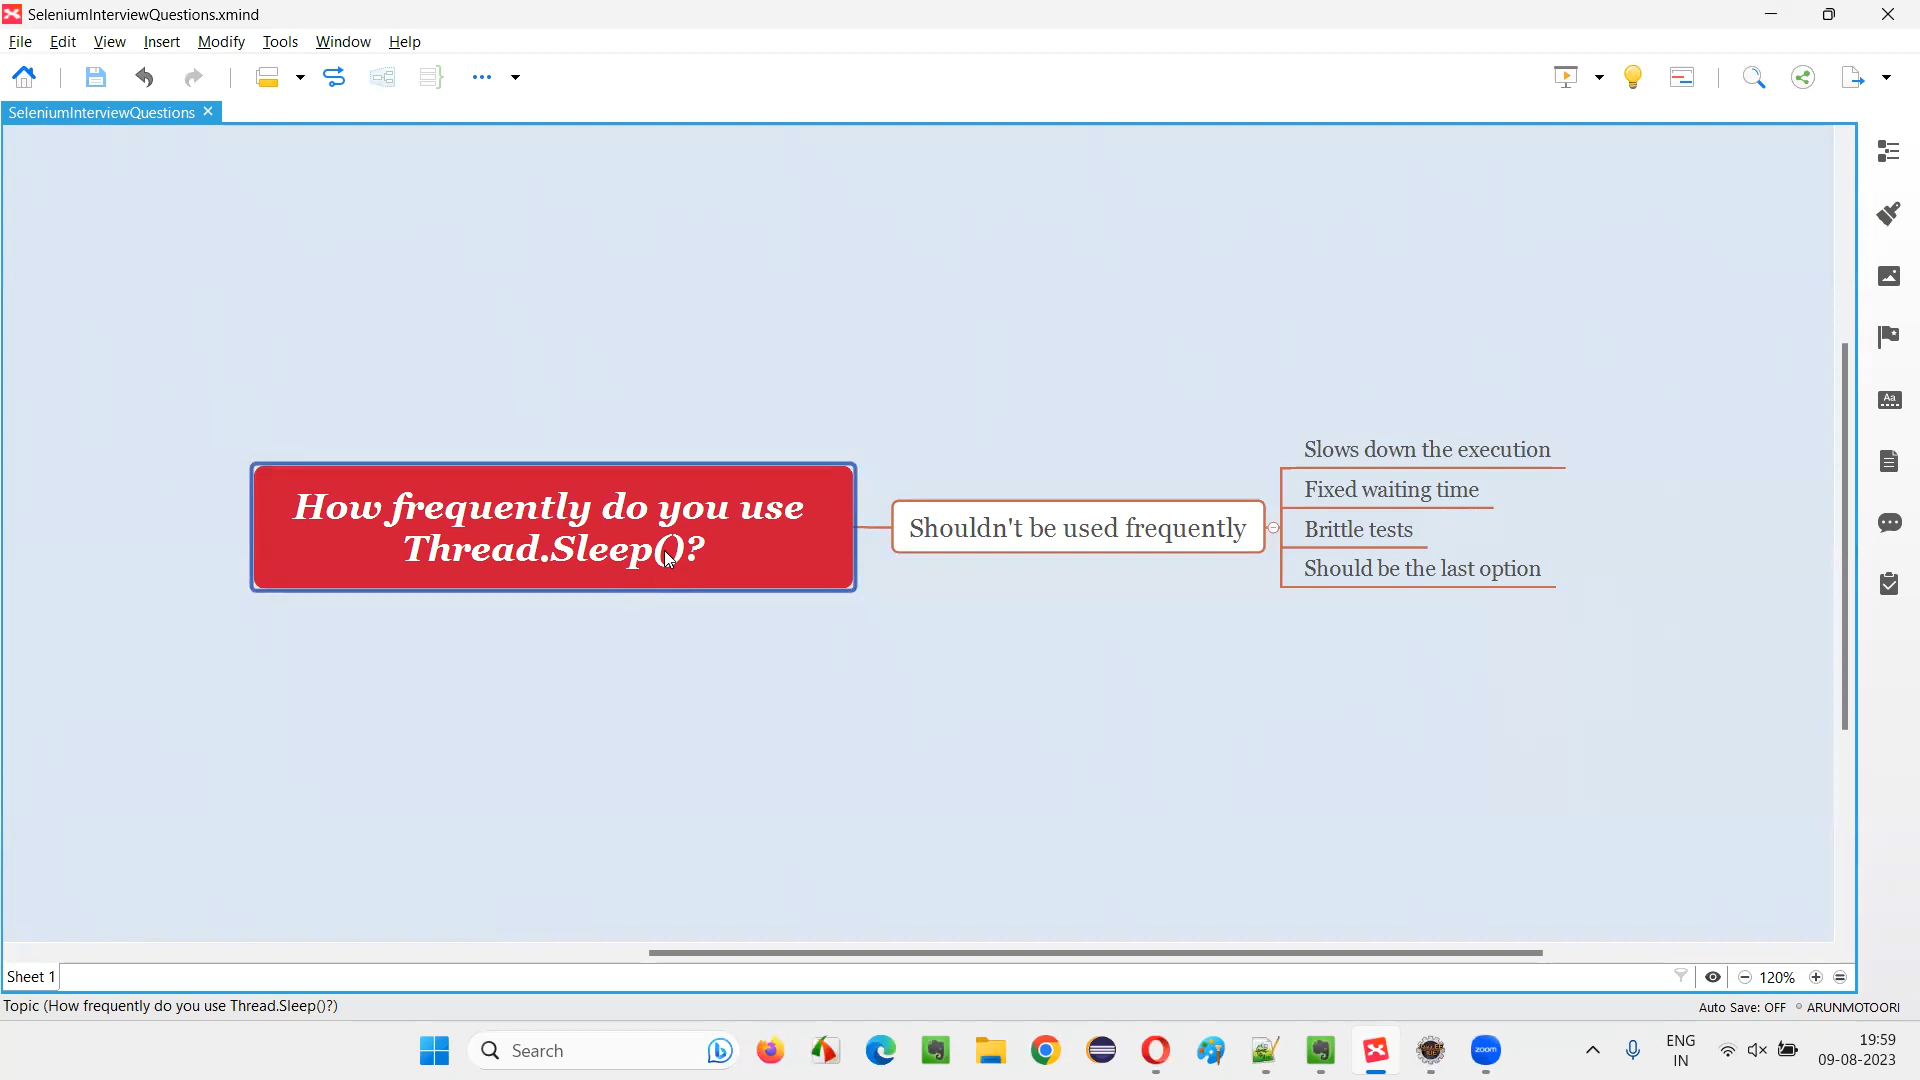 SeleniumInterviewQuestions.xmind
File Edit View Insert Modify Tools Window Help
SeleniumInterviewQuestions
How frequently do you use
Thread.Sleep()?
Shouldn't be used frequently
Slows down the execution
Fixed waiting time
Brittle tests
Should be the last option
Aa
Sheet 1
120%
Topic (How frequently do you use Thread.Sleep()?)
Auto Save: OFF ARUNMOTOORI
Search
zoom
ENG
IN
19:59
09-08-2023